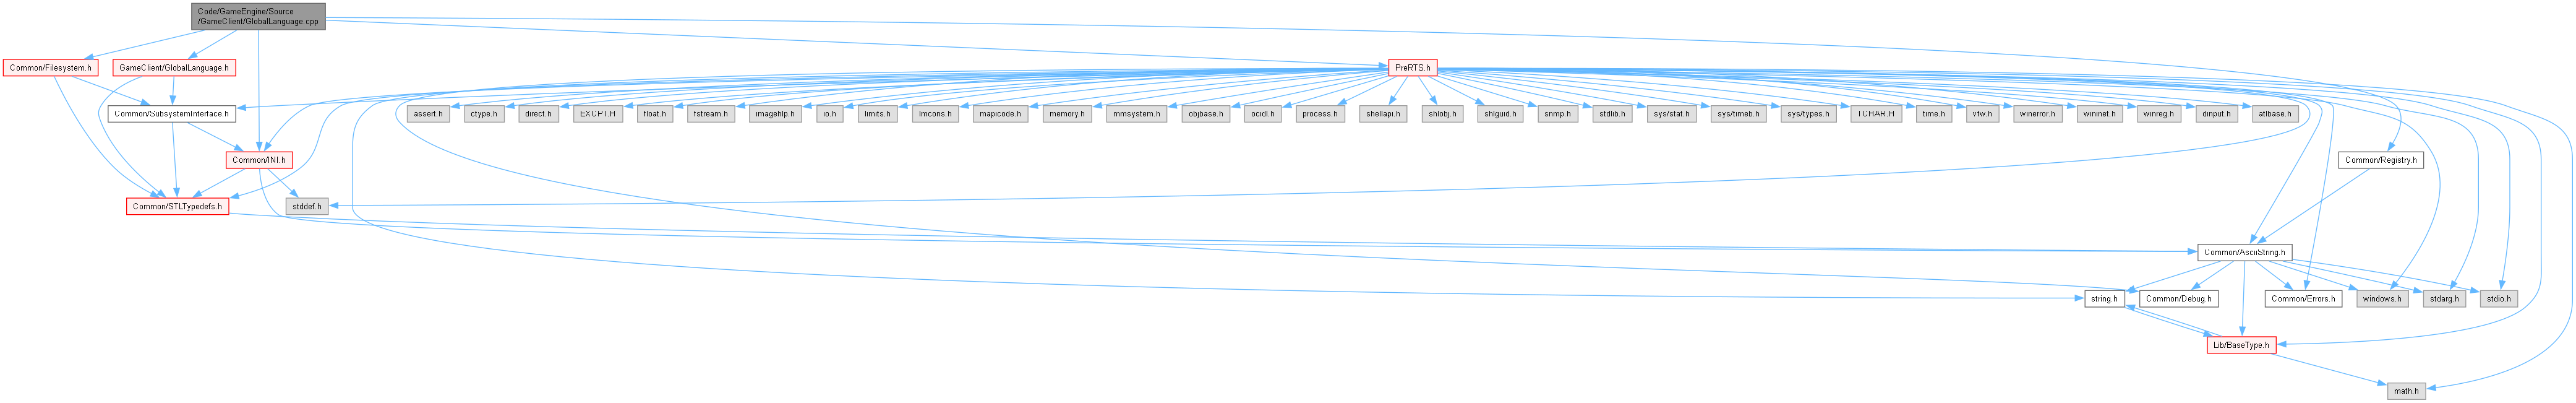 Code/GameEngine/Source
/GameClient/GlobalLanguage.cpp
Common/Filesystem.h
GameClient/GlobalLanguage.h
PreRTS.h
Common/SubsystemInterface.h
assert.h
ctype.h
direct.h
EXCPT.H
float.h
fstream.h
imagehlp.h
io.h
limits.h
lmcons.h
mapicode.h
memory.h
mmsystem.h
objbase.h
ocidl.h
process.h
shellapi.h
shlobj.h
shlguid.h
snmp.h
stdlib.h
sys/stat.h
sys/timeb.h
sys/types.h
TCHAR.H
time.h
vfw.h
winerror.h
wininet.h
winreg.h
dinput.h
atlbase.h
Common/INI.h
Common/Registry.h
Common/STLTypedefs.h
stddef.h
Common/AsciiString.h
string.h
Common/Debug.h
Common/Errors.h
windows.h
stdarg.h
stdio.h
Lib/BaseType.h
math.h